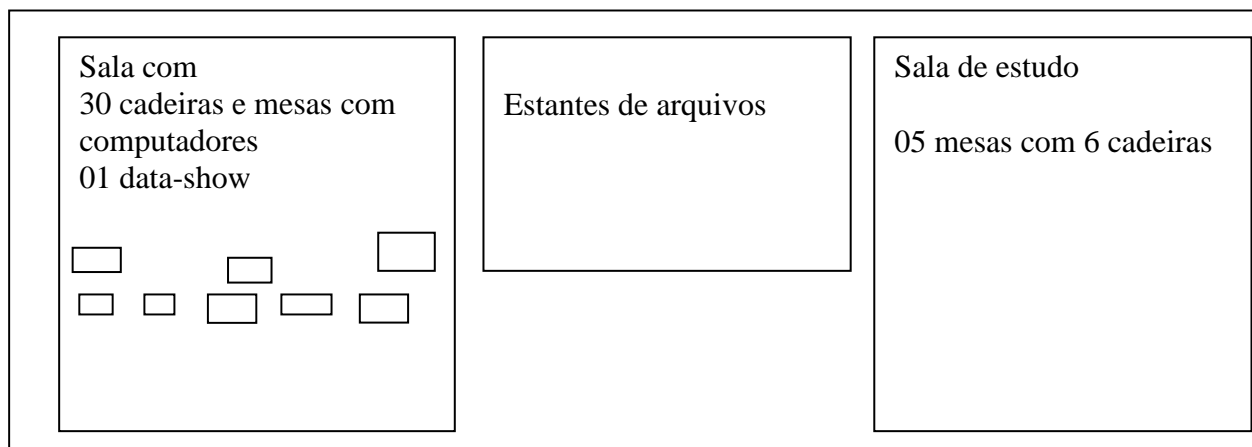 Sala com
30 cadeiras e mesas com
computadores
01 data-show
Estantes de arquivos
Sala de estudo
05 mesas com 6 cadeiras